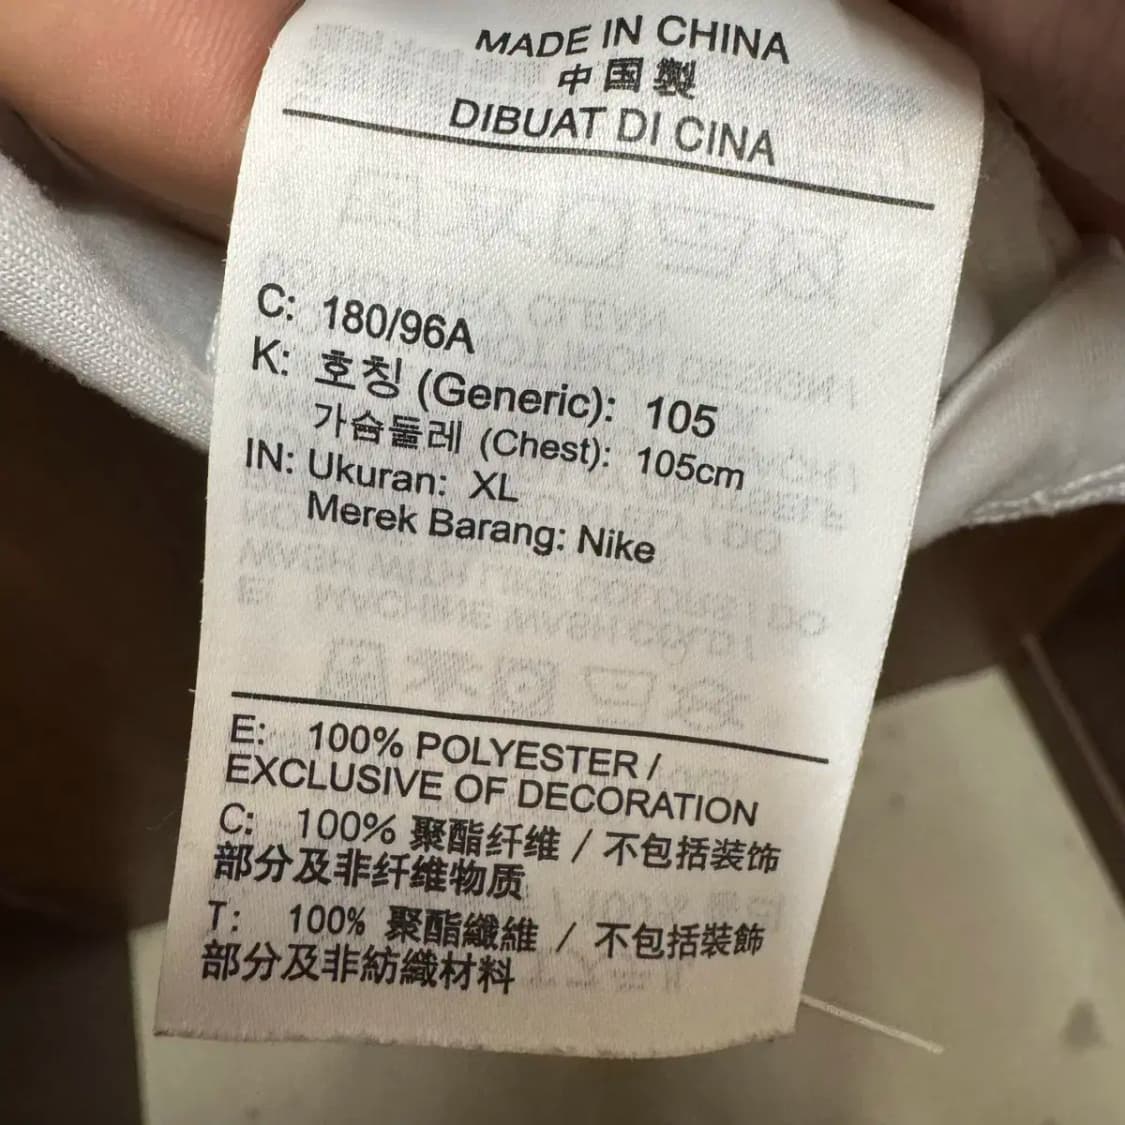 MADE IN CHINA
中国製
DIBUAT DI CINA
C: 180/96A
K: 호칭 (Generic): 105
가슴둘레 (Chest): 105cm
IN: Ukuran: XL
Merek Barang: Nike
E: 100% POLYESTER /
EXCLUSIVE OF DECORATION
C: 100% 聚酯纤维 / 不包括装饰
部分及非纤维物质
T: 100% 聚酯纖維 / 不包括裝飾
部分及非紡織材料